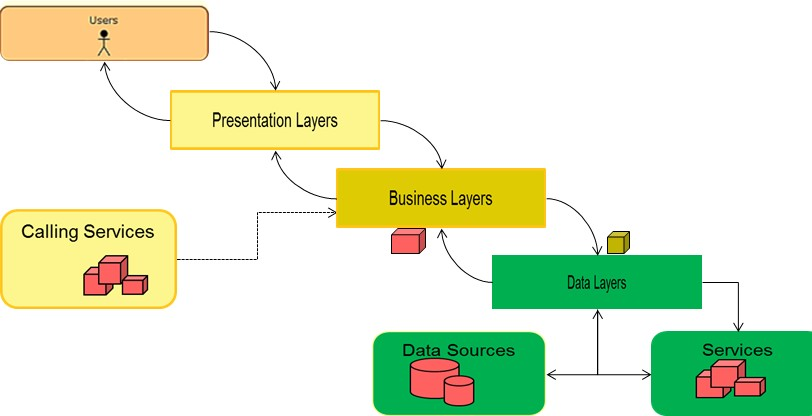 Users
Presentation Layers
Business Layers
Calling Services
Data Layers
Data Sources
Services